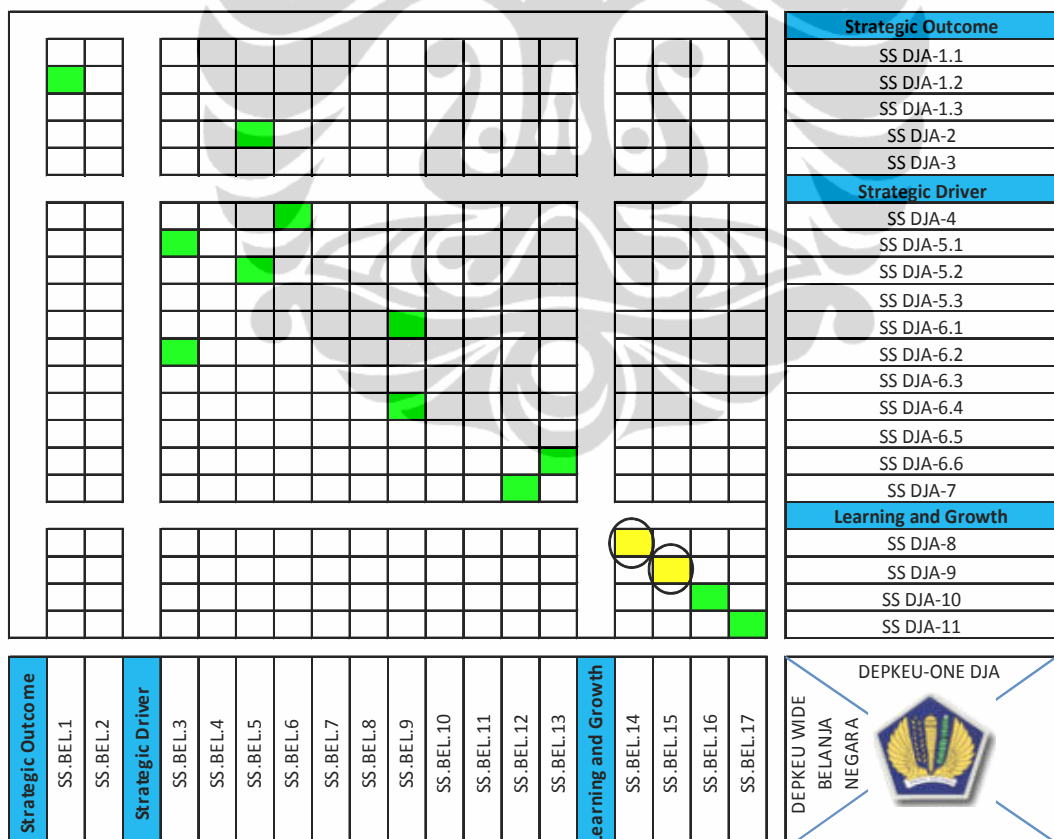 Strategic Outcome
SS DJA-1.1
SS DJA-1.2
SS DJA-1.3
SS DJA-2
SS DJA-3
Strategic Driver
SS DJA-4
SS DJA-5.1
SS DJA-5.2
SS DJA-5.3
SS DJA-6.1
SS DJA-6.2
SS DJA-6.3
SS DJA-6.4
SS DJA-6.5
SS DJA-6.6
SS DJA-7
Learning and Growth
SS DJA-8
SS DJA-9
SS DJA-10
SS DJA-11
Strategic Outcome
SS.BEL.1
SS.BEL.2
Strategic Driver
SS.BEL.3
SS.BEL.4
SS.BEL.5
SS.BEL.6
SS.BEL.7
SS.BEL.8
SS.BEL.9
SS.BEL.10
SS.BEL.11
SS.BEL.12
SS.BEL.13
Learning and Growth
SS.BEL.14
SS.BEL.15
SS.BEL.16
SS.BEL.17
DEPKEU-ONE DJA
DEPKEU WIDE
BELANJA
NEGARA